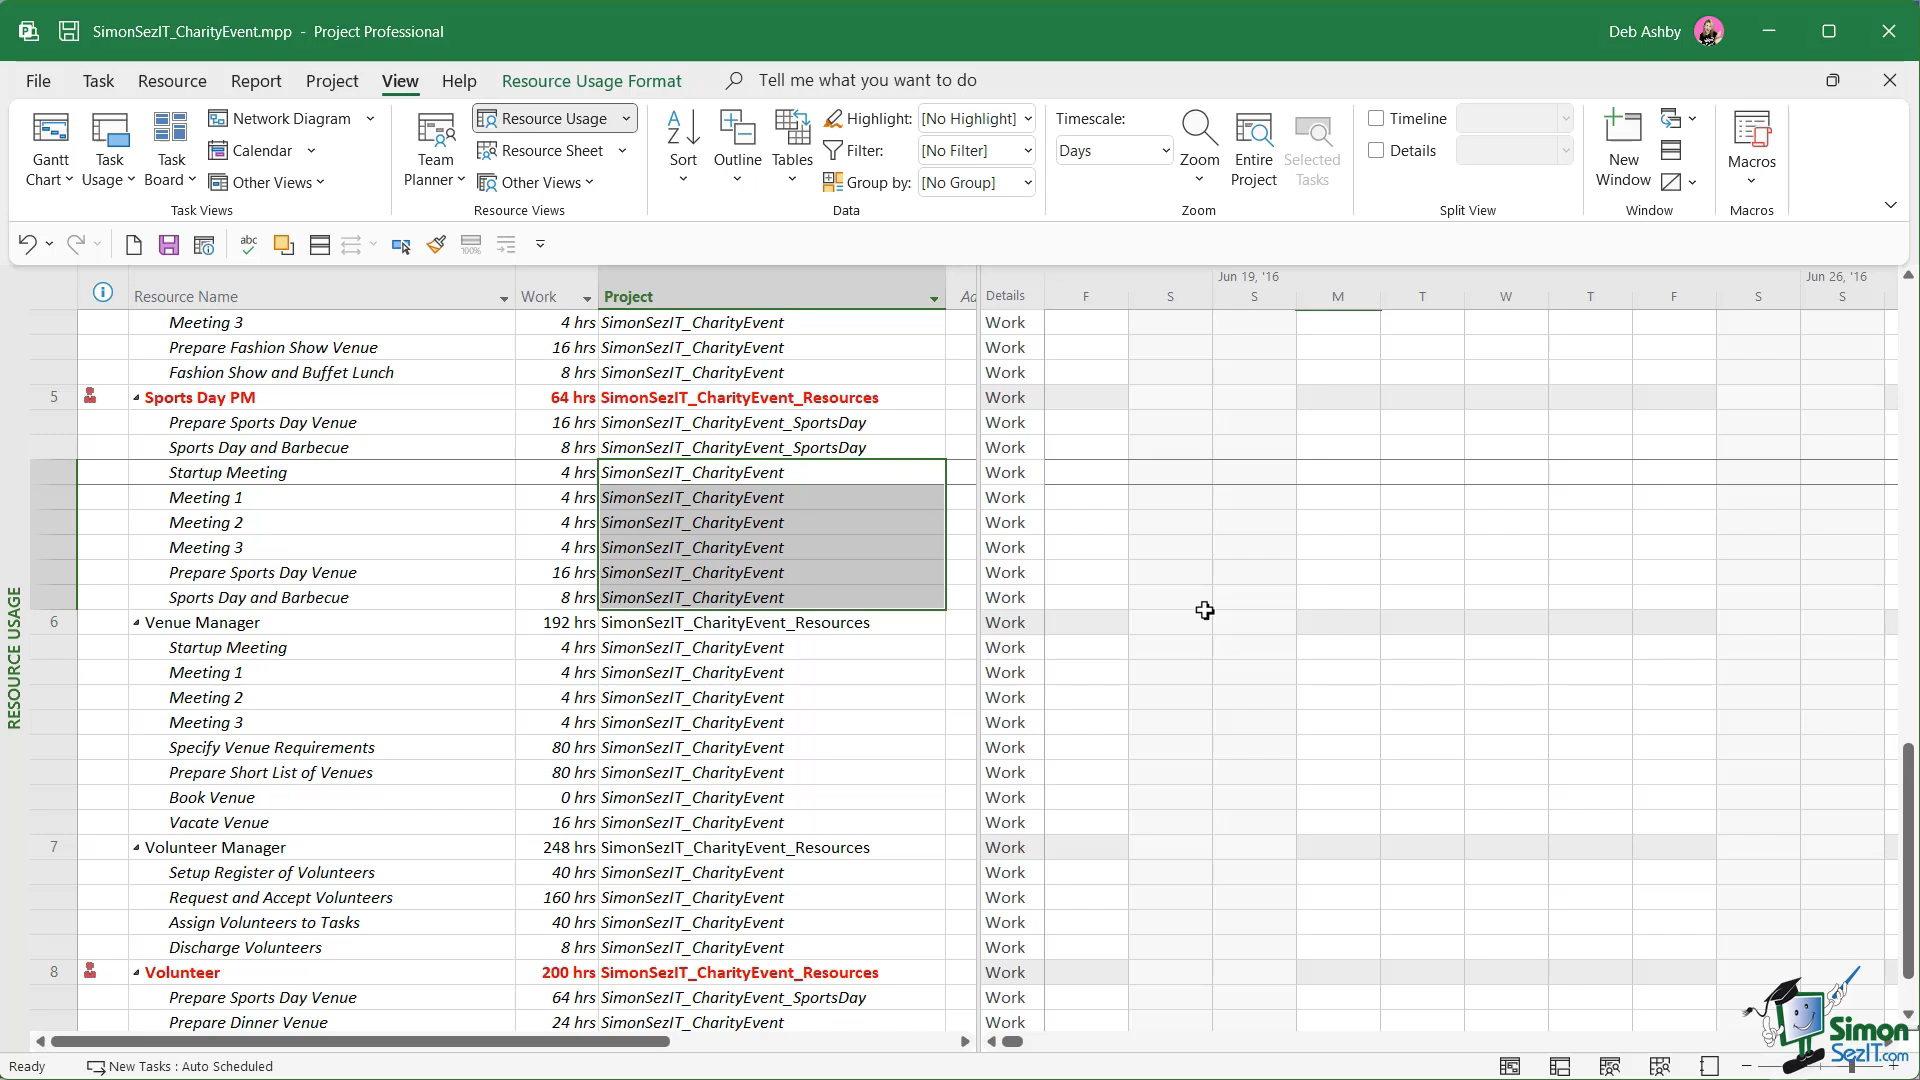 SimonSezIT_CharityEvent.mpp - Project Professional
Deb Ashby
File Task Resource Report Project View Help Resource Usage Format Tell me what you want to do
Gantt Chart
Task Usage
Task Board
Network Diagram
Calendar
Other Views
Task Views
Team Planner
Resource Usage
Resource Sheet
Other Views
Resource Views
Sort
Outline
Tables
Highlight: [No Highlight]
Filter: [No Filter]
Group by: [No Group]
Data
Timescale:
Days
Zoom
Entire Project
Selected Tasks
Zoom
Timeline
Details
Split View
New Window
Window
Macros
Macros
abc
100%
Resource Name Work Project Ad Details
Jun 19, '16 Jun 26, '16
F S S M T W T F S S
Meeting 3 4 hrs SimonSezIT_CharityEvent Work
Prepare Fashion Show Venue 16 hrs SimonSezIT_CharityEvent Work
Fashion Show and Buffet Lunch 8 hrs SimonSezIT_CharityEvent Work
5 Sports Day PM 64 hrs SimonSezIT_CharityEvent_Resources Work
Prepare Sports Day Venue 16 hrs SimonSezIT_CharityEvent_SportsDay Work
Sports Day and Barbecue 8 hrs SimonSezIT_CharityEvent_SportsDay Work
Startup Meeting 4 hrs SimonSezIT_CharityEvent Work
Meeting 1 4 hrs SimonSezIT_CharityEvent Work
Meeting 2 4 hrs SimonSezIT_CharityEvent Work
Meeting 3 4 hrs SimonSezIT_CharityEvent Work
Prepare Sports Day Venue 16 hrs SimonSezIT_CharityEvent Work
Sports Day and Barbecue 8 hrs SimonSezIT_CharityEvent Work
6 Venue Manager 192 hrs SimonSezIT_CharityEvent_Resources Work
Startup Meeting 4 hrs SimonSezIT_CharityEvent Work
Meeting 1 4 hrs SimonSezIT_CharityEvent Work
Meeting 2 4 hrs SimonSezIT_CharityEvent Work
Meeting 3 4 hrs SimonSezIT_CharityEvent Work
Specify Venue Requirements 80 hrs SimonSezIT_CharityEvent Work
Prepare Short List of Venues 80 hrs SimonSezIT_CharityEvent Work
Book Venue 0 hrs SimonSezIT_CharityEvent Work
Vacate Venue 16 hrs SimonSezIT_CharityEvent Work
7 Volunteer Manager 248 hrs SimonSezIT_CharityEvent_Resources Work
Setup Register of Volunteers 40 hrs SimonSezIT_CharityEvent Work
Request and Accept Volunteers 160 hrs SimonSezIT_CharityEvent Work
Assign Volunteers to Tasks 40 hrs SimonSezIT_CharityEvent Work
Discharge Volunteers 8 hrs SimonSezIT_CharityEvent Work
8 Volunteer 200 hrs SimonSezIT_CharityEvent_Resources Work
Prepare Sports Day Venue 64 hrs SimonSezIT_CharityEvent_SportsDay Work
Prepare Dinner Venue 24 hrs SimonSezIT_CharityEvent Work
RESOURCE USAGE
Ready New Tasks : Auto Scheduled
Simon
SezIT.com